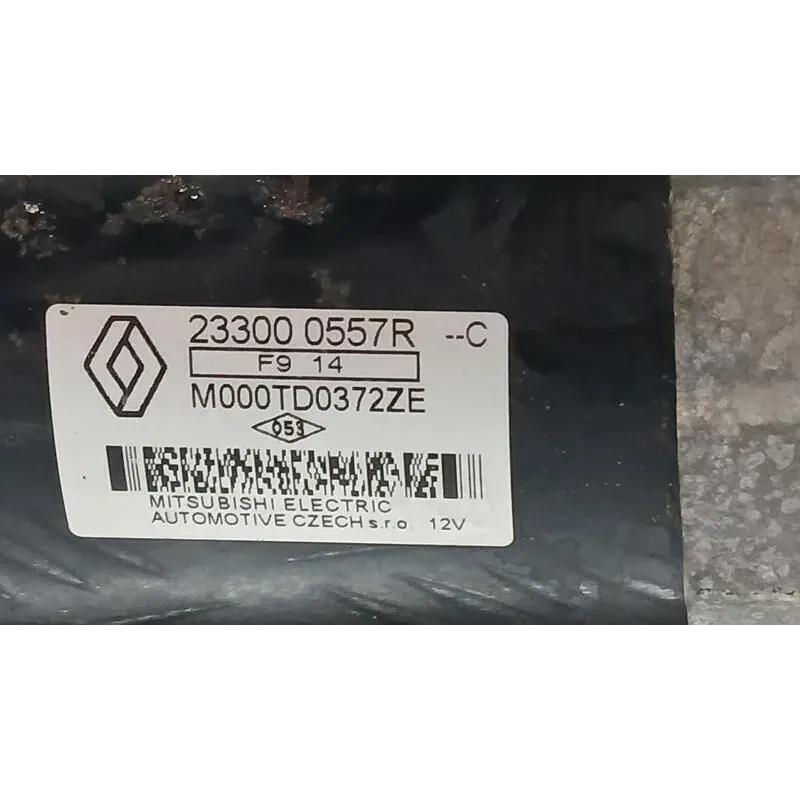 23300 0557R --C
F9 14
M000TD0372ZE
053
MITSUBISHI ELECTRIC
AUTOMOTIVE CZECH s.r.o. 12V